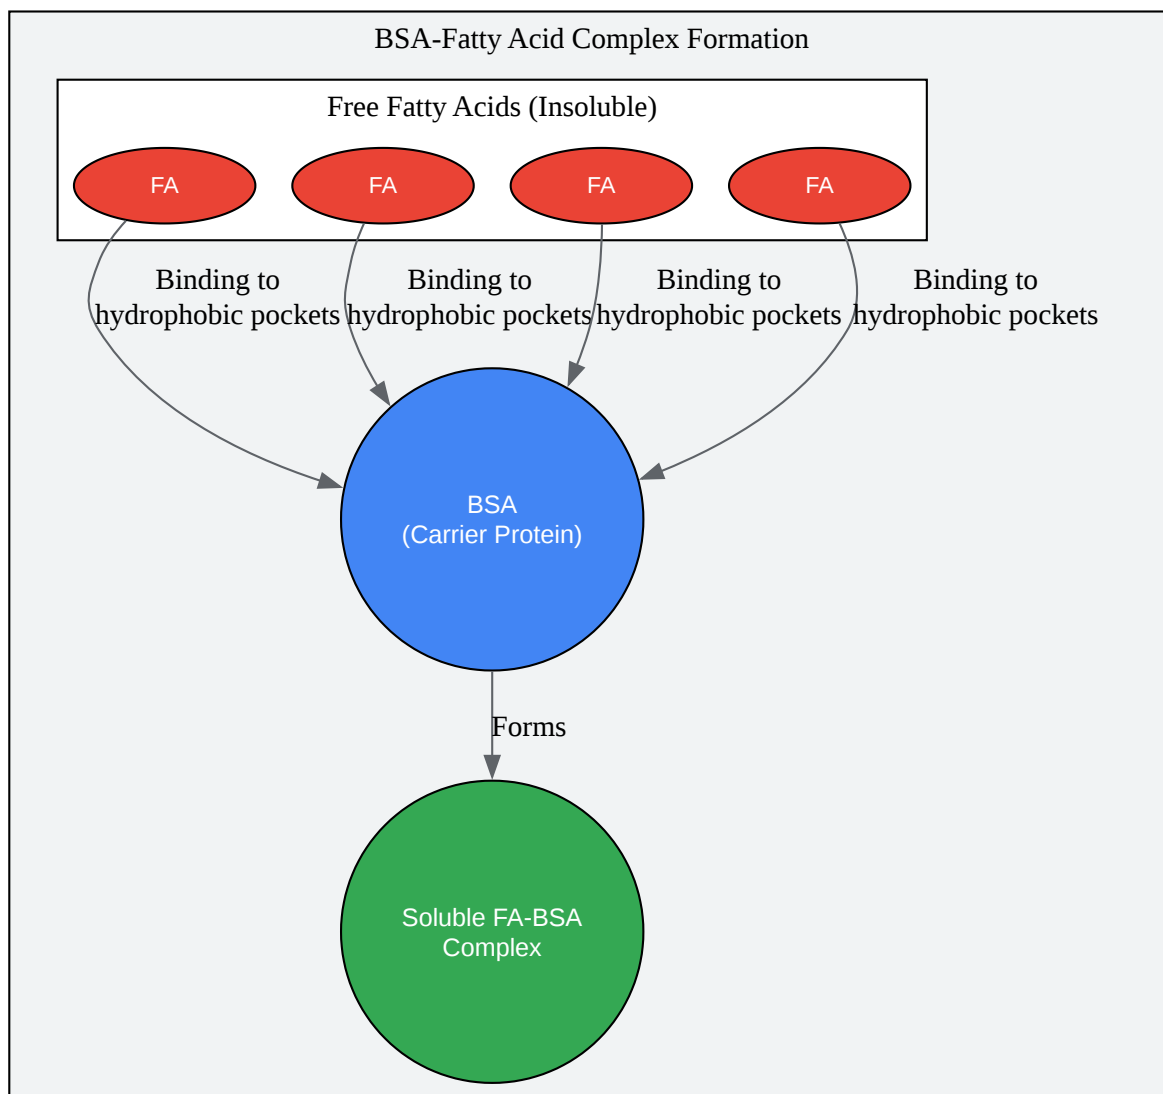 BSA-Fatty Acid Complex Formation
Free Fatty Acids (Insoluble)
FA
FA
FA
FA
Binding to
hydrophobic pockets
Binding to
hydrophobic pockets
Binding to
hydrophobic pockets
Binding to
hydrophobic pockets
BSA
(Carrier Protein)
Forms
Soluble FA-BSA
Complex